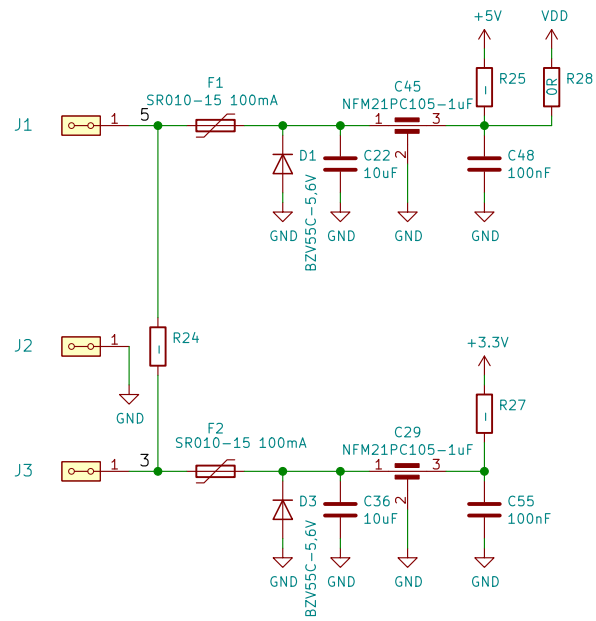 +5V
VDD
F1
SR010-15 100mA
C45
NFM21PC105-1uF
R25
-
0R
R28
J1
1
5
1
3
2
D1
BZV55C-5,6V
C22
10uF
C48
100nF
GND
GND
GND
GND
J2
1
R24
-
GND
+3.3V
R27
-
F2
SR010-15 100mA
C29
NFM21PC105-1uF
J3
1
3
1
3
2
D3
BZV55C-5,6V
C36
10uF
C55
100nF
GND
GND
GND
GND